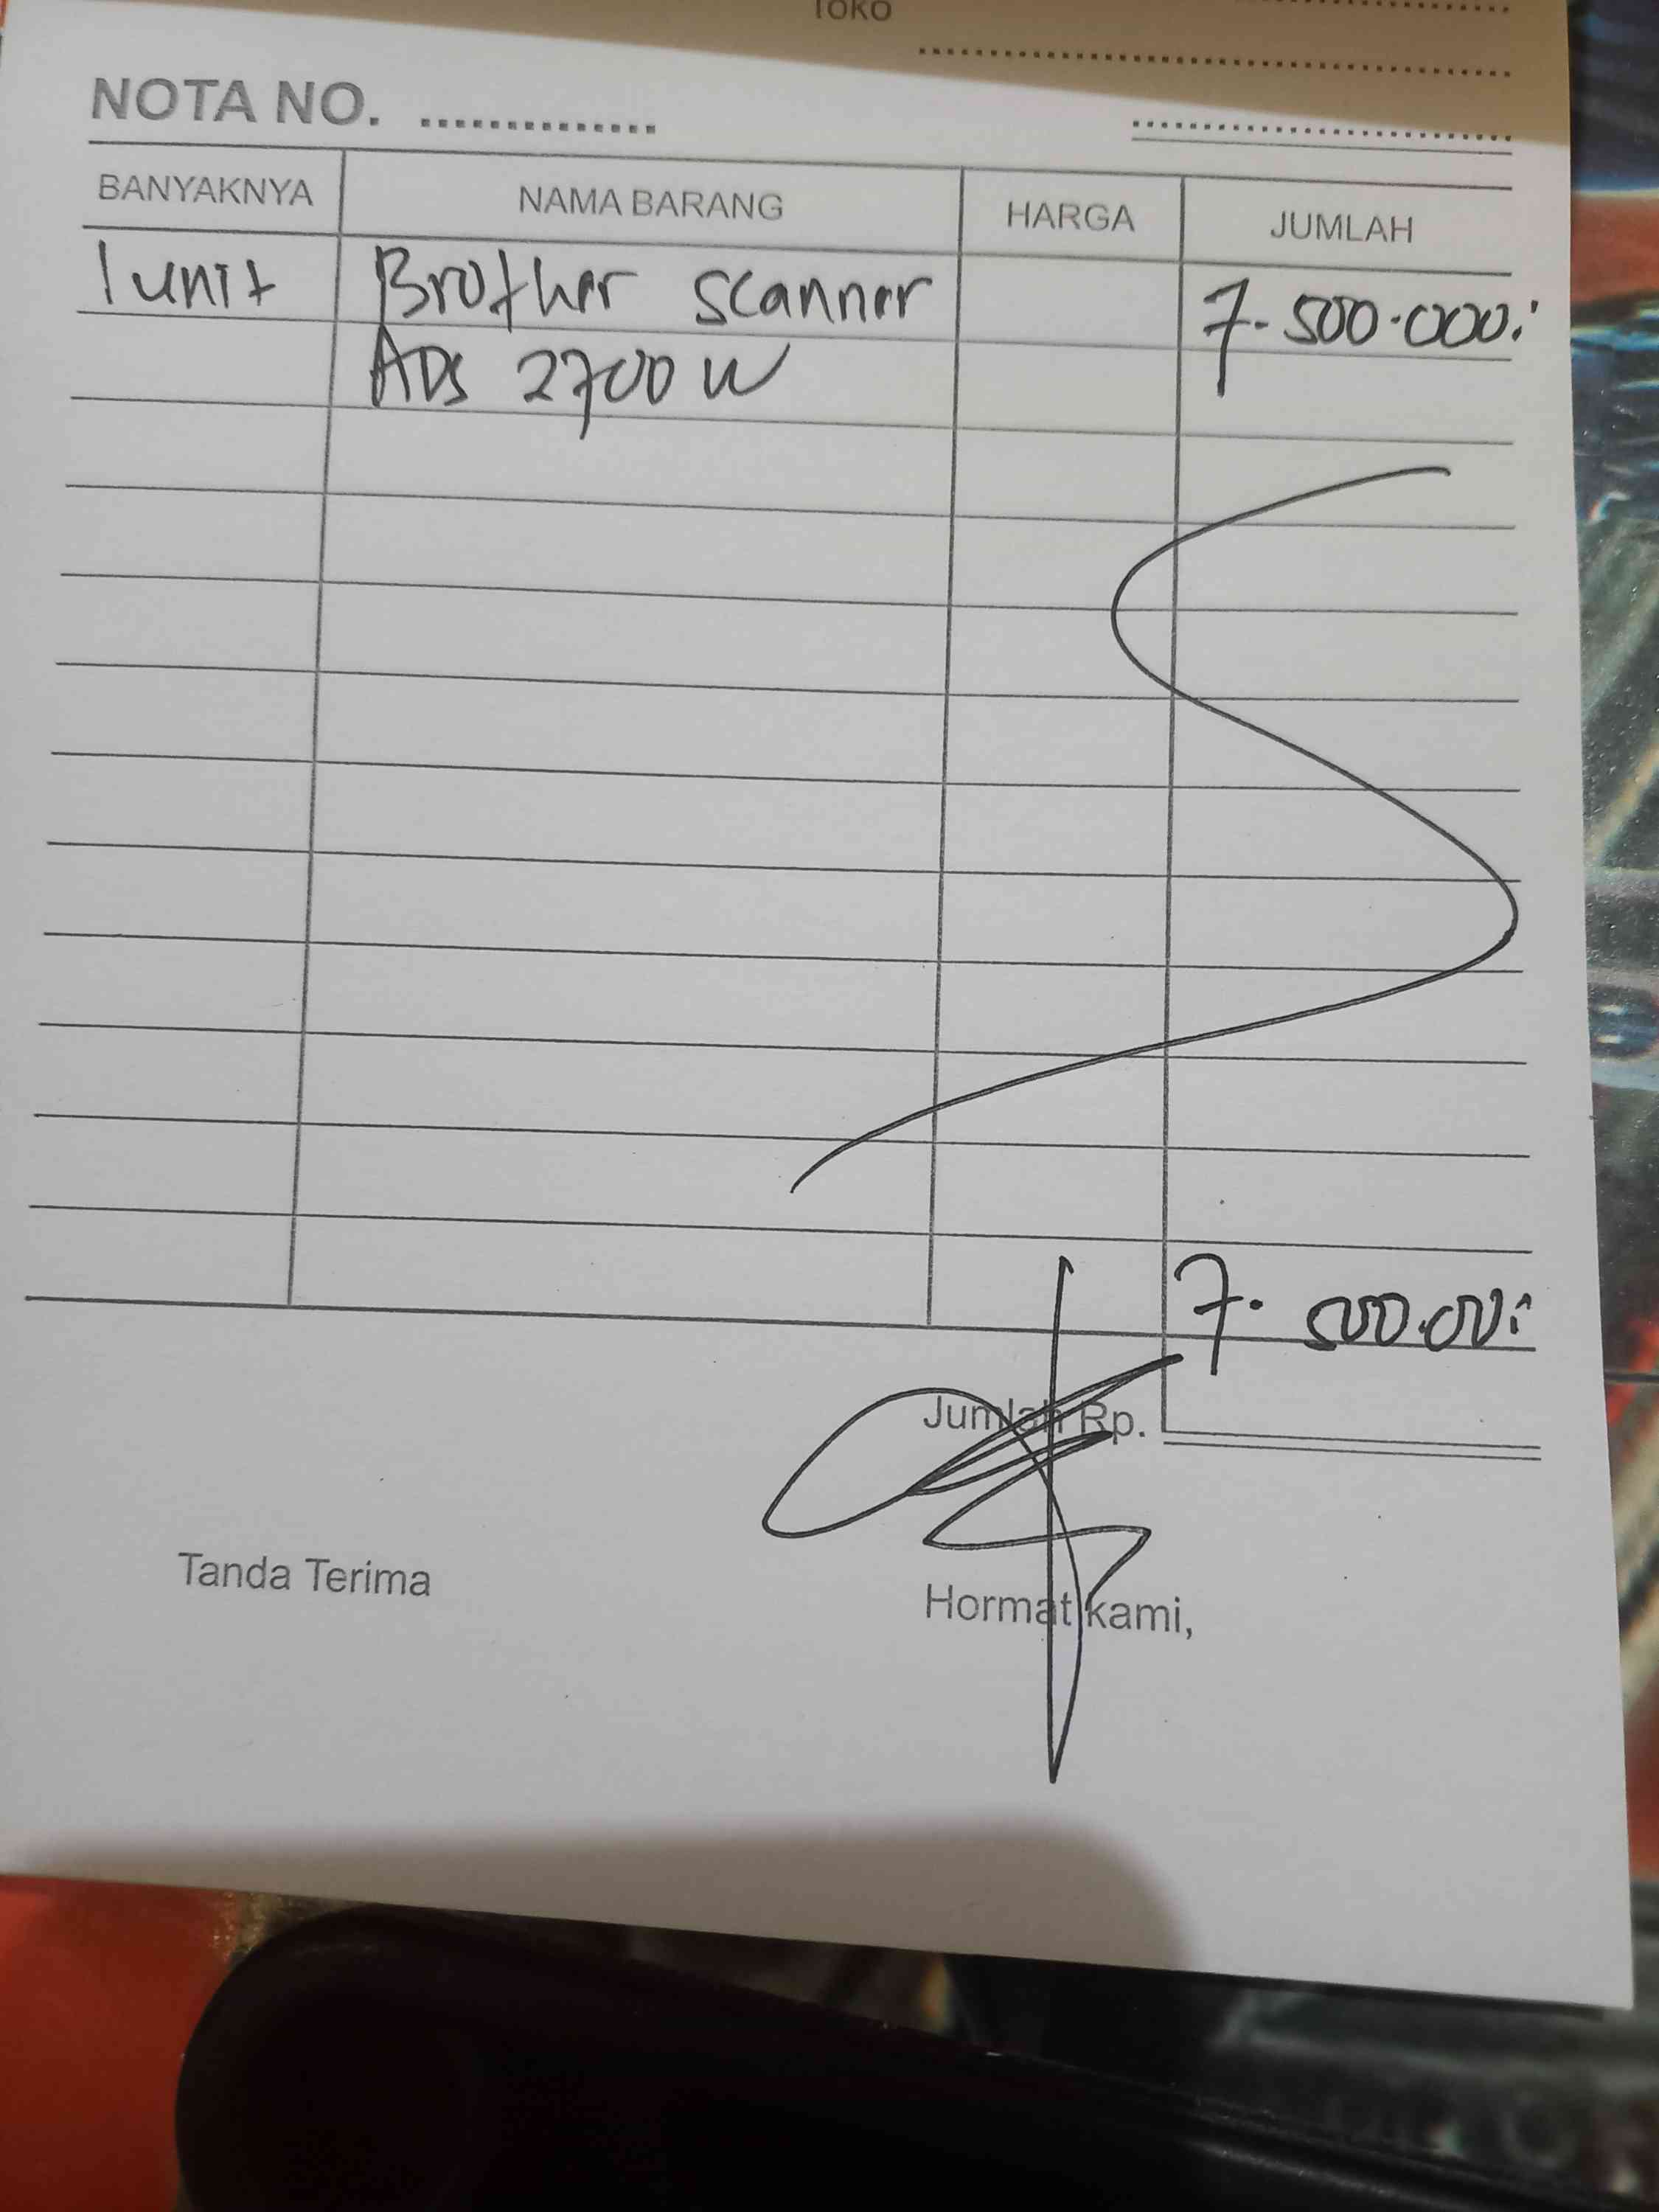 TOKO
NOTA NO. ...............
BANYAKNYA NAMA BARANG HARGA JUMLAH
1 unit Brother scanner 7.500.000.
ADS 2700 W
7. 500.000.
Jumlah Rp.
Tanda Terima
Hormat kami,